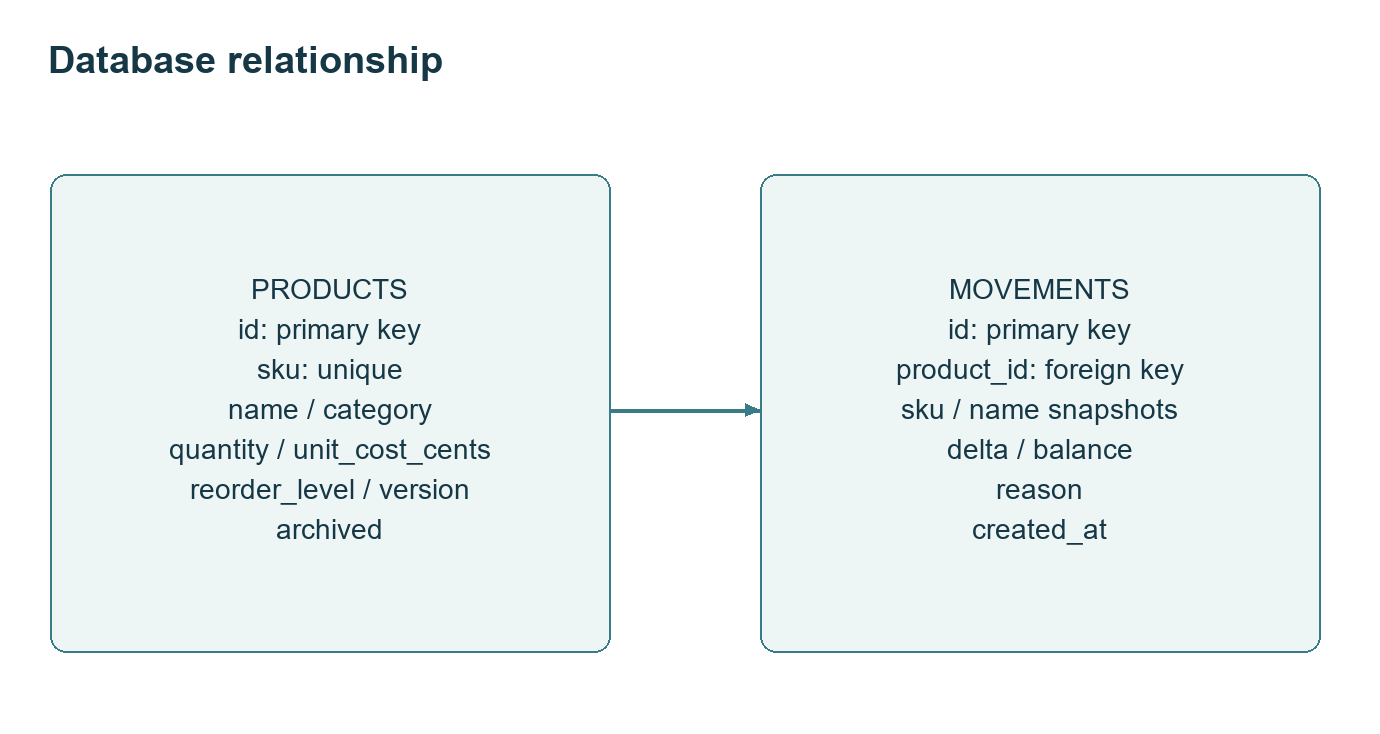 Database relationship
PRODUCTS
id: primary key
sku: unique
name / category
quantity / unit_cost_cents
reorder_level / version
archived
MOVEMENTS
id: primary key
product_id: foreign key
sku / name snapshots
delta / balance
reason
created_at